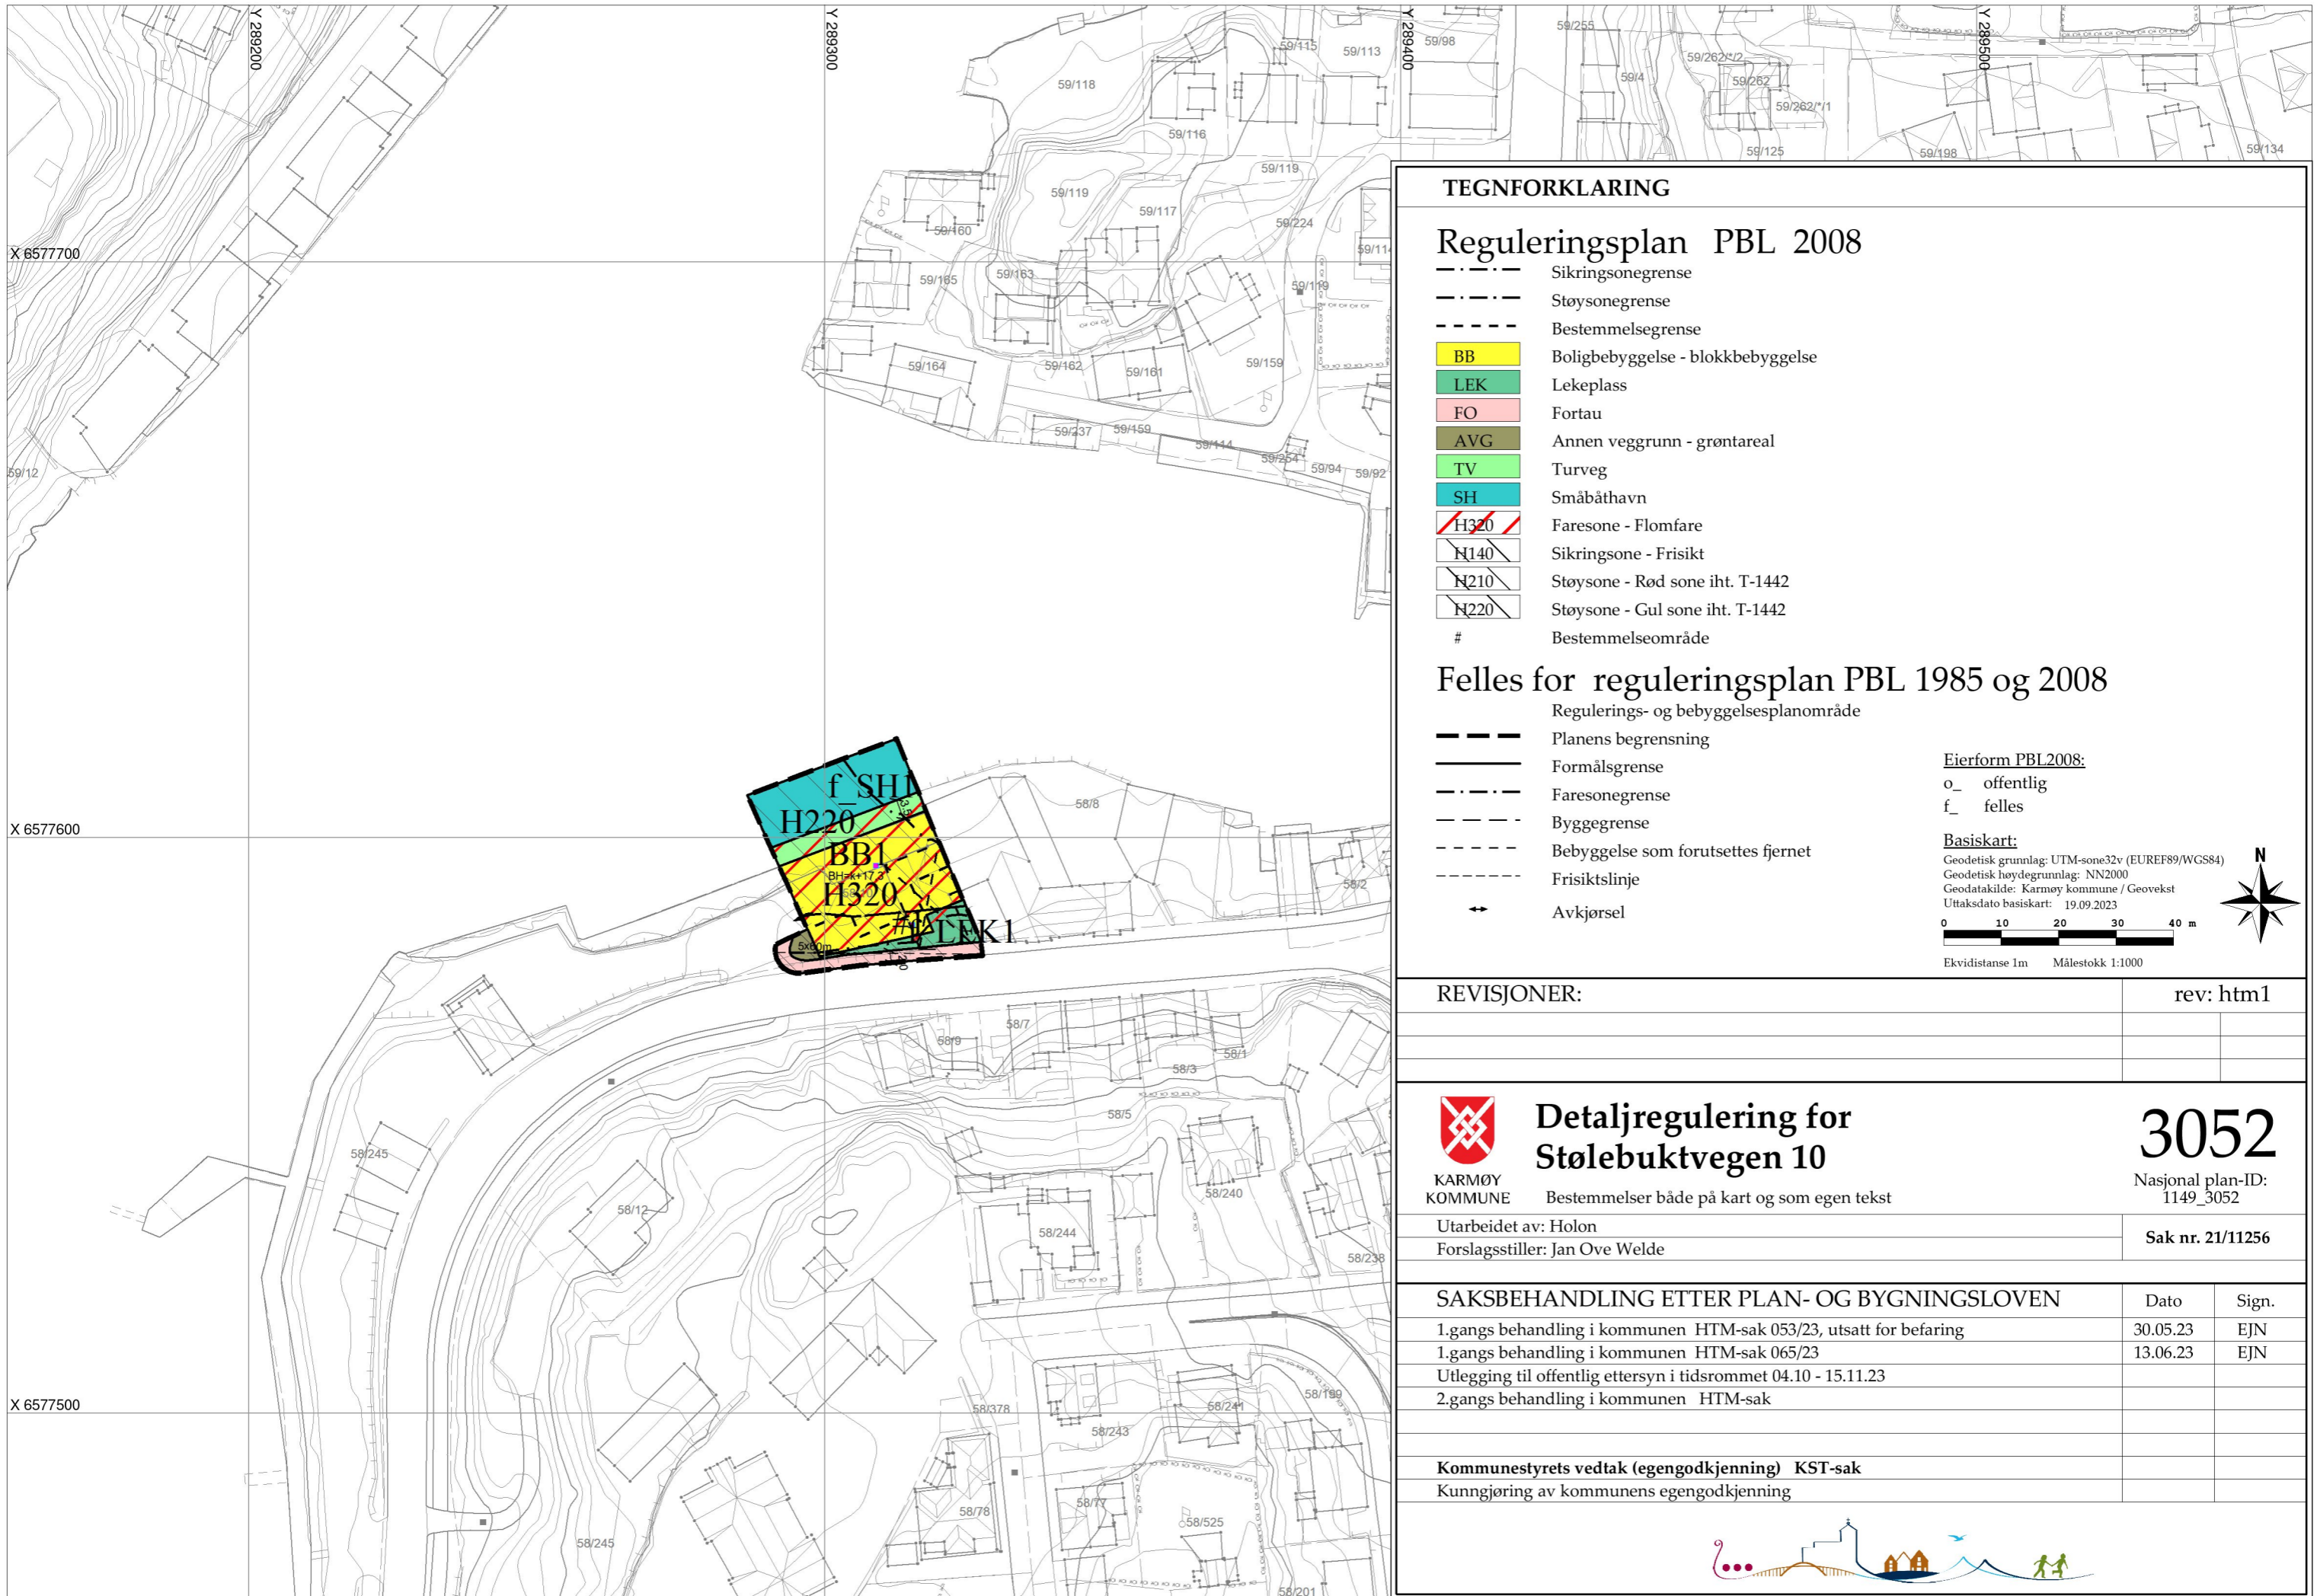 Y 289200
Y 289300
Y 289400
Y 289500
X 6577700
X 6577600
X 6577500
59/118
59/115
59/113
59/98
59/255
59/4
59/262/*/2
59/262
59/262/*/1
59/125
59/198
59/134
59/116
59/119
59/119
59/117
59/224
59/160
59/165
59/163
59/119
59/164
59/162
59/161
59/159
59/237
59/159
59/114
59/254
59/94
59/92
59/12
58/8
58/2
f_SH1
H220
BB1
BH=k+17,3
H320
5x60m
58/9
58/7
58/1
58/3
58/5
58/245
58/12
58/240
58/244
58/238
58/378
58/243
58/241
58/199
58/78
58/77
58/525
58/245
58/201
TEGNFORKLARING
Reguleringsplan PBL 2008
Sikringsonegrense
Støysonegrense
Bestemmelsegrense
BB Boligbebyggelse - blokkbebyggelse
LEK Lekeplass
FO Fortau
AVG Annen veggrunn - grøntareal
TV Turveg
SH Småbåthavn
H320 Faresone - Flomfare
H140 Sikringsone - Frisikt
H210 Støysone - Rød sone iht. T-1442
H220 Støysone - Gul sone iht. T-1442
# Bestemmelseområde
Felles for reguleringsplan PBL 1985 og 2008
Regulerings- og bebyggelsesplanområde
Planens begrensning
Formålsgrense
Faresonegrense
Byggegrense
Bebyggelse som forutsettes fjernet
Frisiktslinje
Avkjørsel
Eierform PBL2008:
o_ offentlig
f_ felles
Basiskart:
Geodetisk grunnlag: UTM-sone32v (EUREF89/WGS84)
Geodetisk høydegrunnlag: NN2000
Geodatakilde: Karmøy kommune / Geovekst
Uttaksdato basiskart: 19.09.2023
N
0 10 20 30 40 m
Ekvidistanse 1m Målestokk 1:1000
REVISJONER: rev: htm1
KARMØY
KOMMUNE
Detaljregulering for
Stølebuktvegen 10
Bestemmelser både på kart og som egen tekst
3052
Nasjonal plan-ID:
1149_3052
Utarbeidet av: Holon
Forslagsstiller: Jan Ove Welde
Sak nr. 21/11256
SAKSBEHANDLING ETTER PLAN- OG BYGNINGSLOVEN Dato Sign.
1.gangs behandling i kommunen HTM-sak 053/23, utsatt for befaring 30.05.23 EJN
1.gangs behandling i kommunen HTM-sak 065/23 13.06.23 EJN
Utlegging til offentlig ettersyn i tidsrommet 04.10 - 15.11.23
2.gangs behandling i kommunen HTM-sak
Kommunestyrets vedtak (egengodkjenning) KST-sak
Kunngjøring av kommunens egengodkjenning